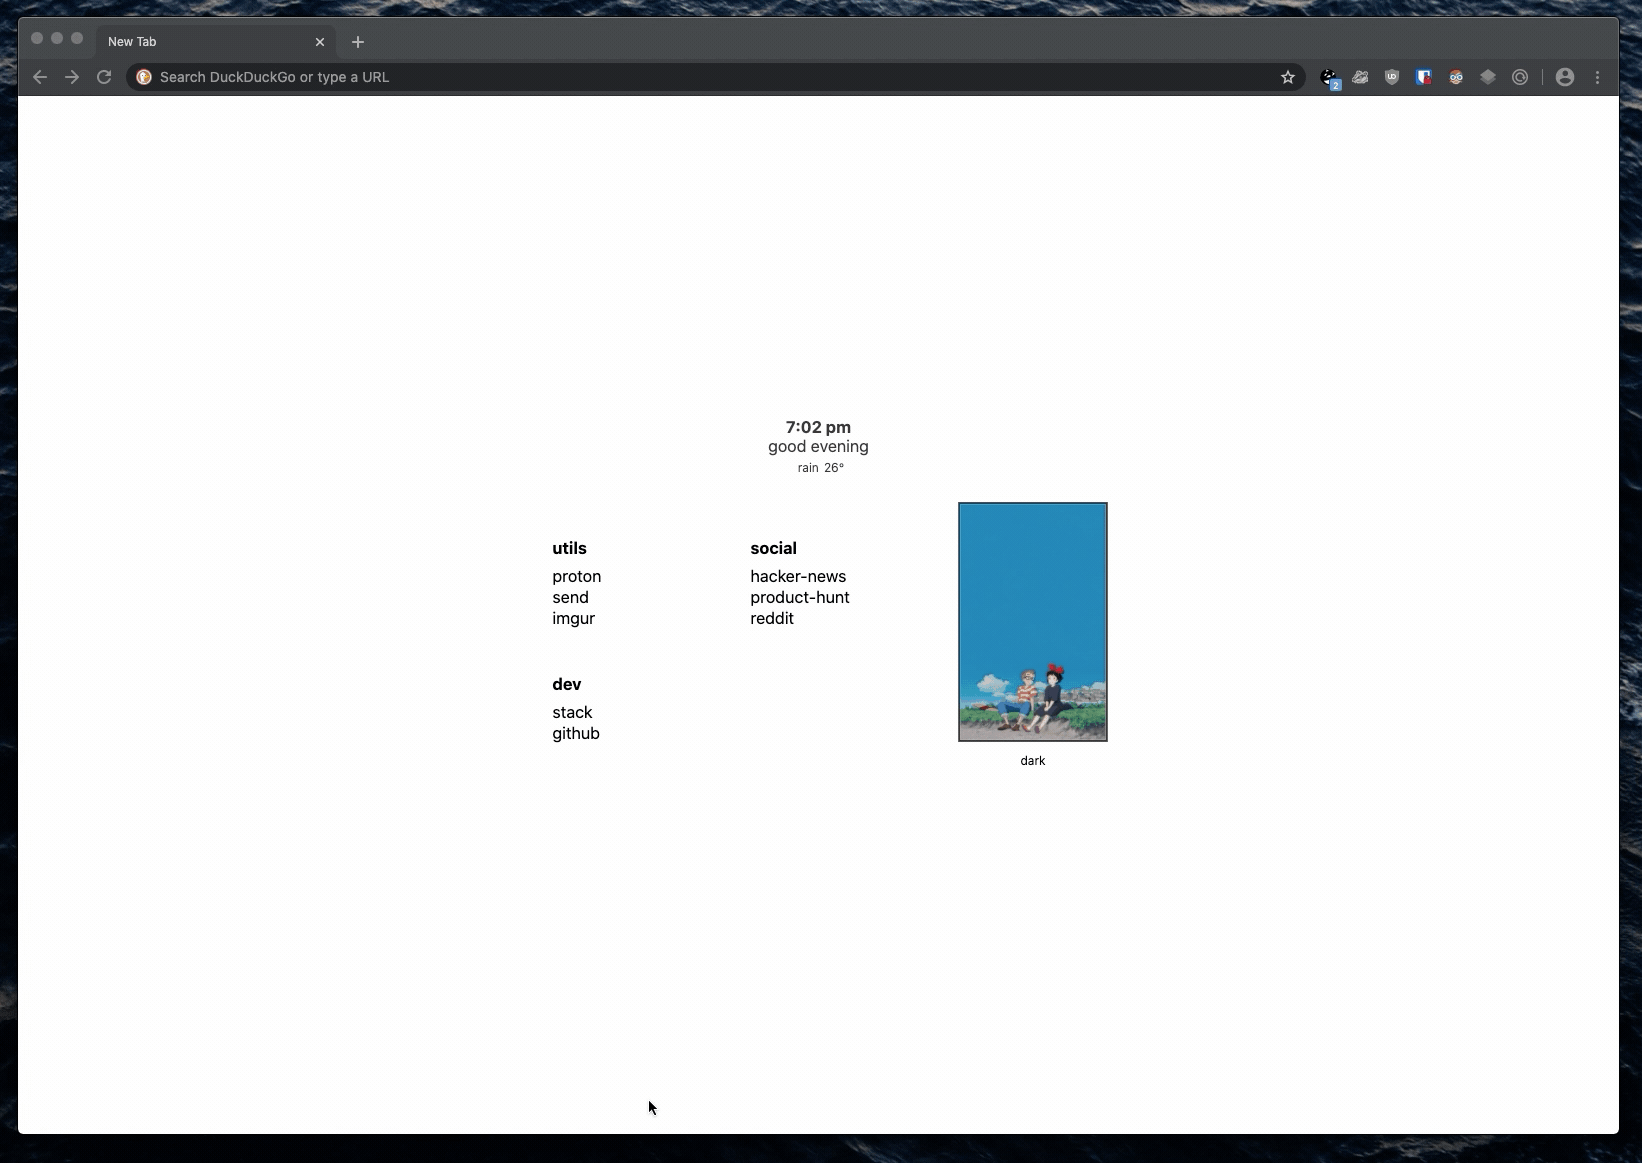 New Tab
Search DuckDuckGo or type a URL
2
7:02 pm
good evening
rain 26°
utils
proton
send
imgur
social
hacker-news
product-hunt
reddit
dev
stack
github
dark